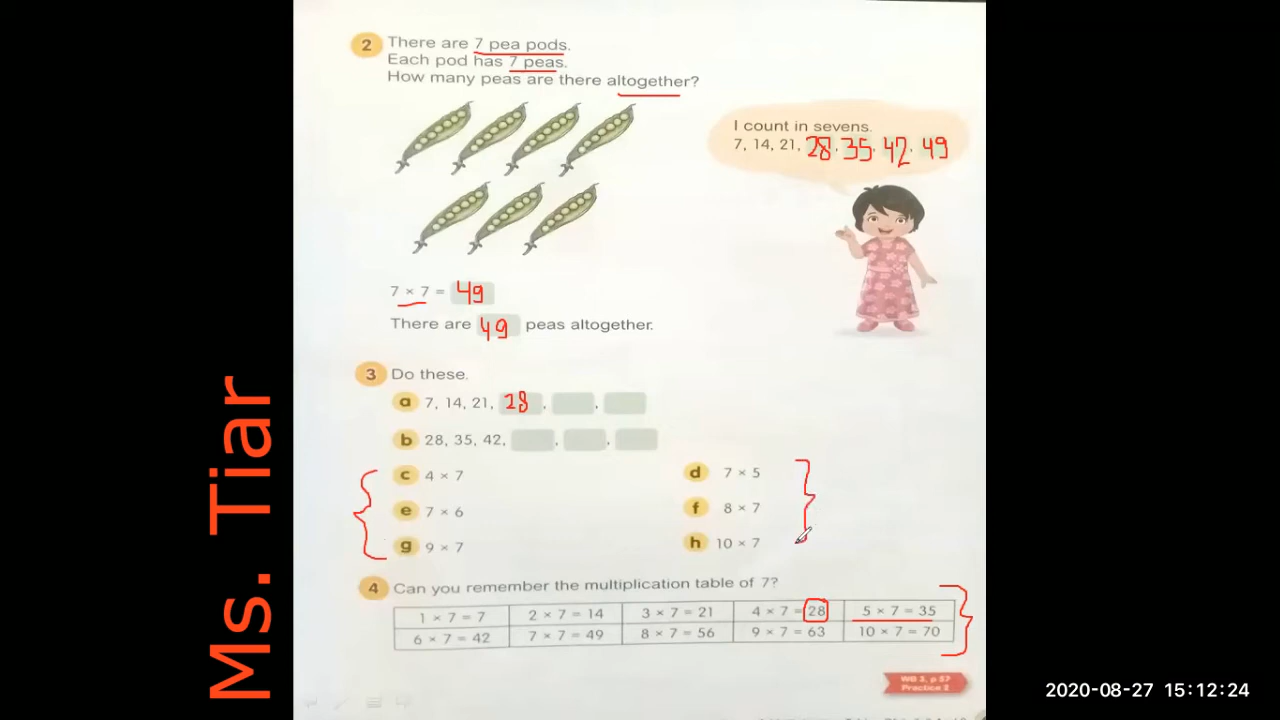 Ms. Tiar
2 There are 7 pea pods.
Each pod has 7 peas.
How many peas are there altogether?
I count in sevens.
7, 14, 21, 28, 35, 42, 49
7 × 7 = 49
There are 49 peas altogether.
3 Do these.
a 7, 14, 21, 28, ,
b 28, 35, 42, , ,
c 4 × 7 d 7 × 5
e 7 × 6 f 8 × 7
g 9 × 7 h 10 × 7
4 Can you remember the multiplication table of 7?
1 × 7 = 7 2 × 7 = 14 3 × 7 = 21 4 × 7 = 28 5 × 7 = 35
6 × 7 = 42 7 × 7 = 49 8 × 7 = 56 9 × 7 = 63 10 × 7 = 70
WB 3, p 57
Practice 2
2020-08-27 15:12:24